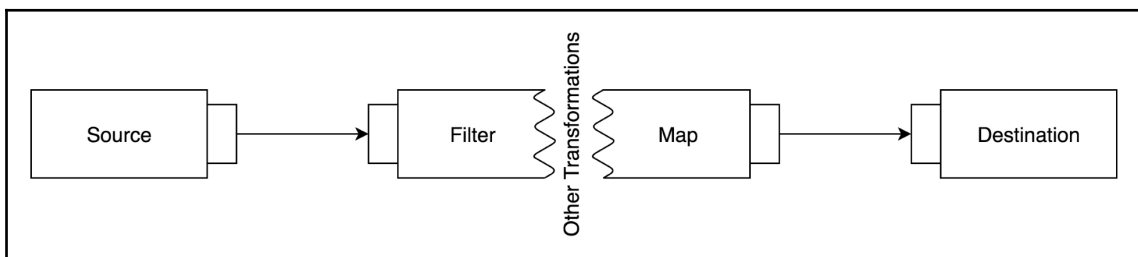 Source
Filter
Other Transformations
Map
Destination